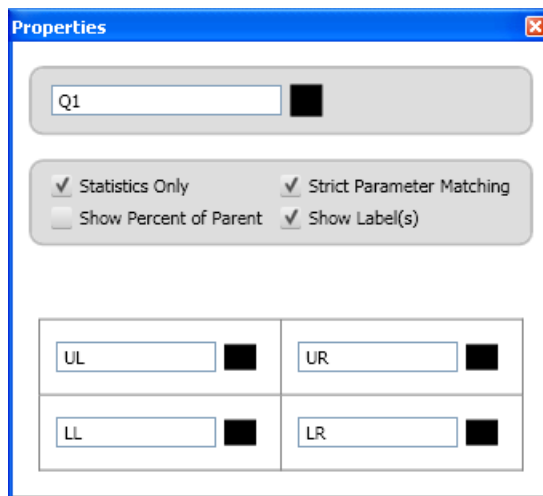 Properties
Q1
Statistics Only Strict Parameter Matching
Show Percent of Parent Show Label(s)
UL UR
LL LR